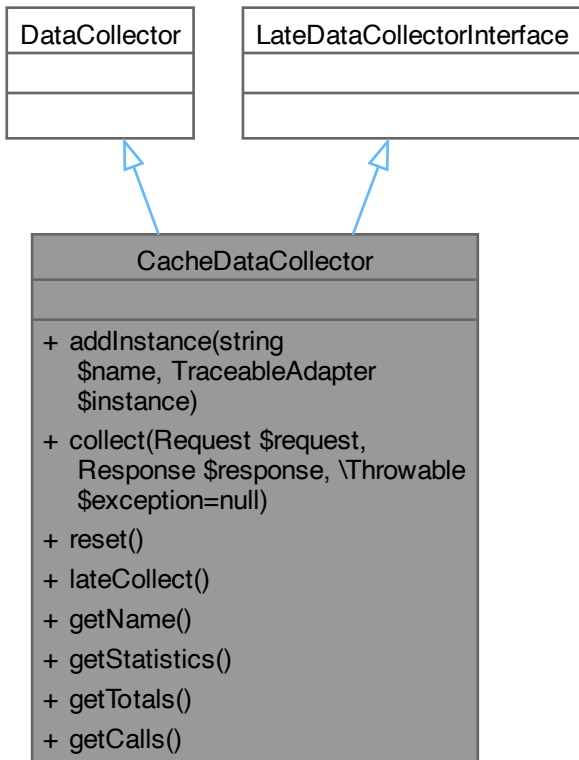 DataCollector
LateDataCollectorInterface
CacheDataCollector
+ addInstance(string
$name, TraceableAdapter
$instance)
+ collect(Request $request,
Response $response, \Throwable
$exception=null)
+ reset()
+ lateCollect()
+ getName()
+ getStatistics()
+ getTotals()
+ getCalls()